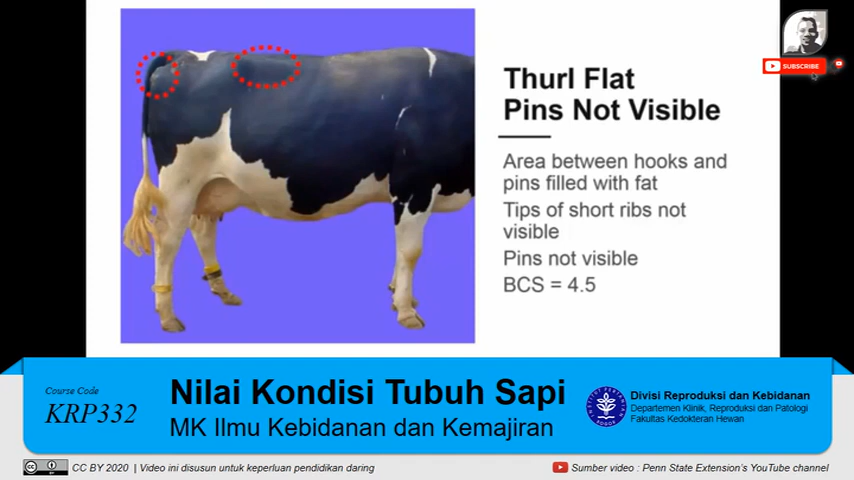 SUBSCRIBE
Thurl Flat
Pins Not Visible
Area between hooks and
pins filled with fat
Tips of short ribs not
visible
Pins not visible
BCS = 4.5
Course Code
KRP332
Nilai Kondisi Tubuh Sapi
MK Ilmu Kebidanan dan Kemajiran
INSTITUT PERTANIAN
BOGOR
Divisi Reproduksi dan Kebidanan
Departemen Klinik, Reproduksi dan Patologi
Fakultas Kedokteran Hewan
CC BY 2020 | Video ini disusun untuk keperluan pendidikan daring
Sumber video : Penn State Extension's YouTube channel